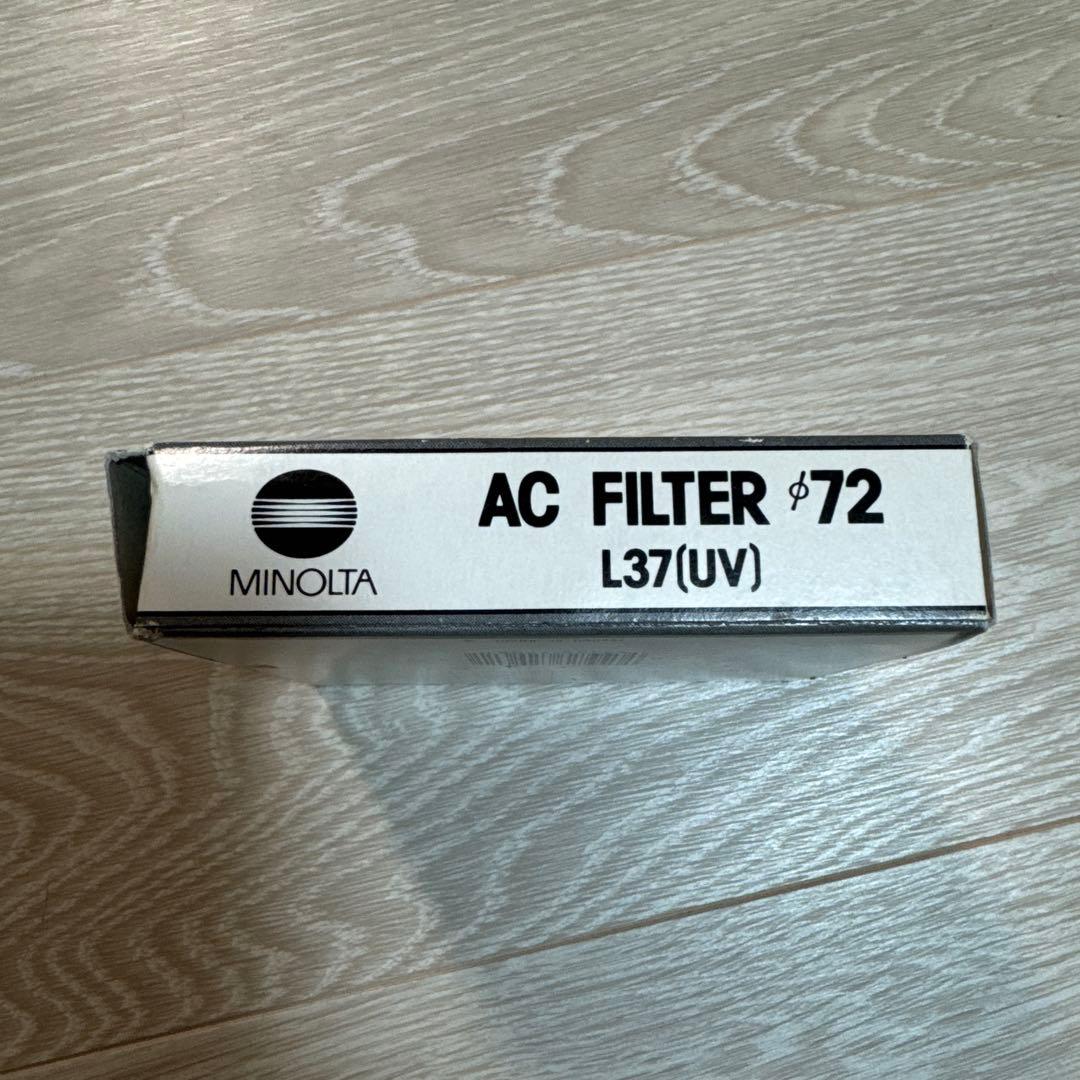 MINOLTA
AC FILTER ϕ72
L37(UV)